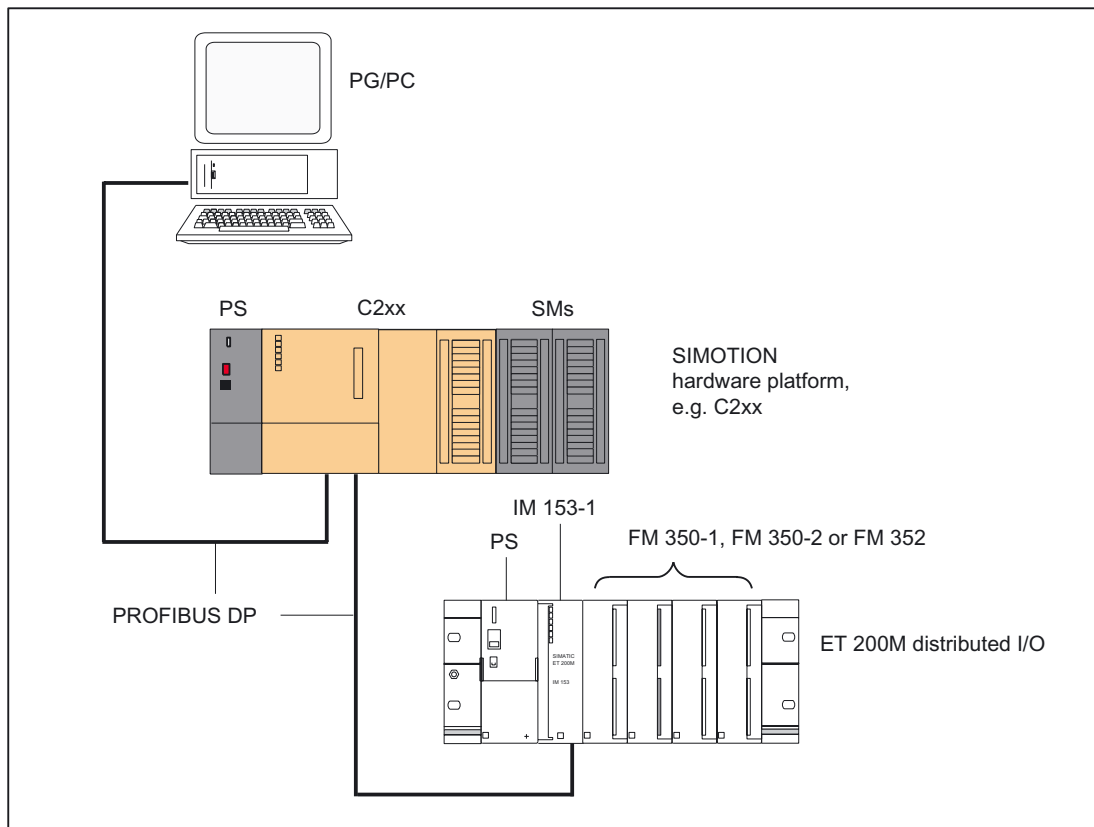 PG/PC
PS
C2xx
SMs
SIMOTION
hardware platform,
e.g. C2xx
IM 153-1
PS
FM 350-1, FM 350-2 or FM 352
PROFIBUS DP
SIMATIC
ET 200M
IM 153
ET 200M distributed I/O